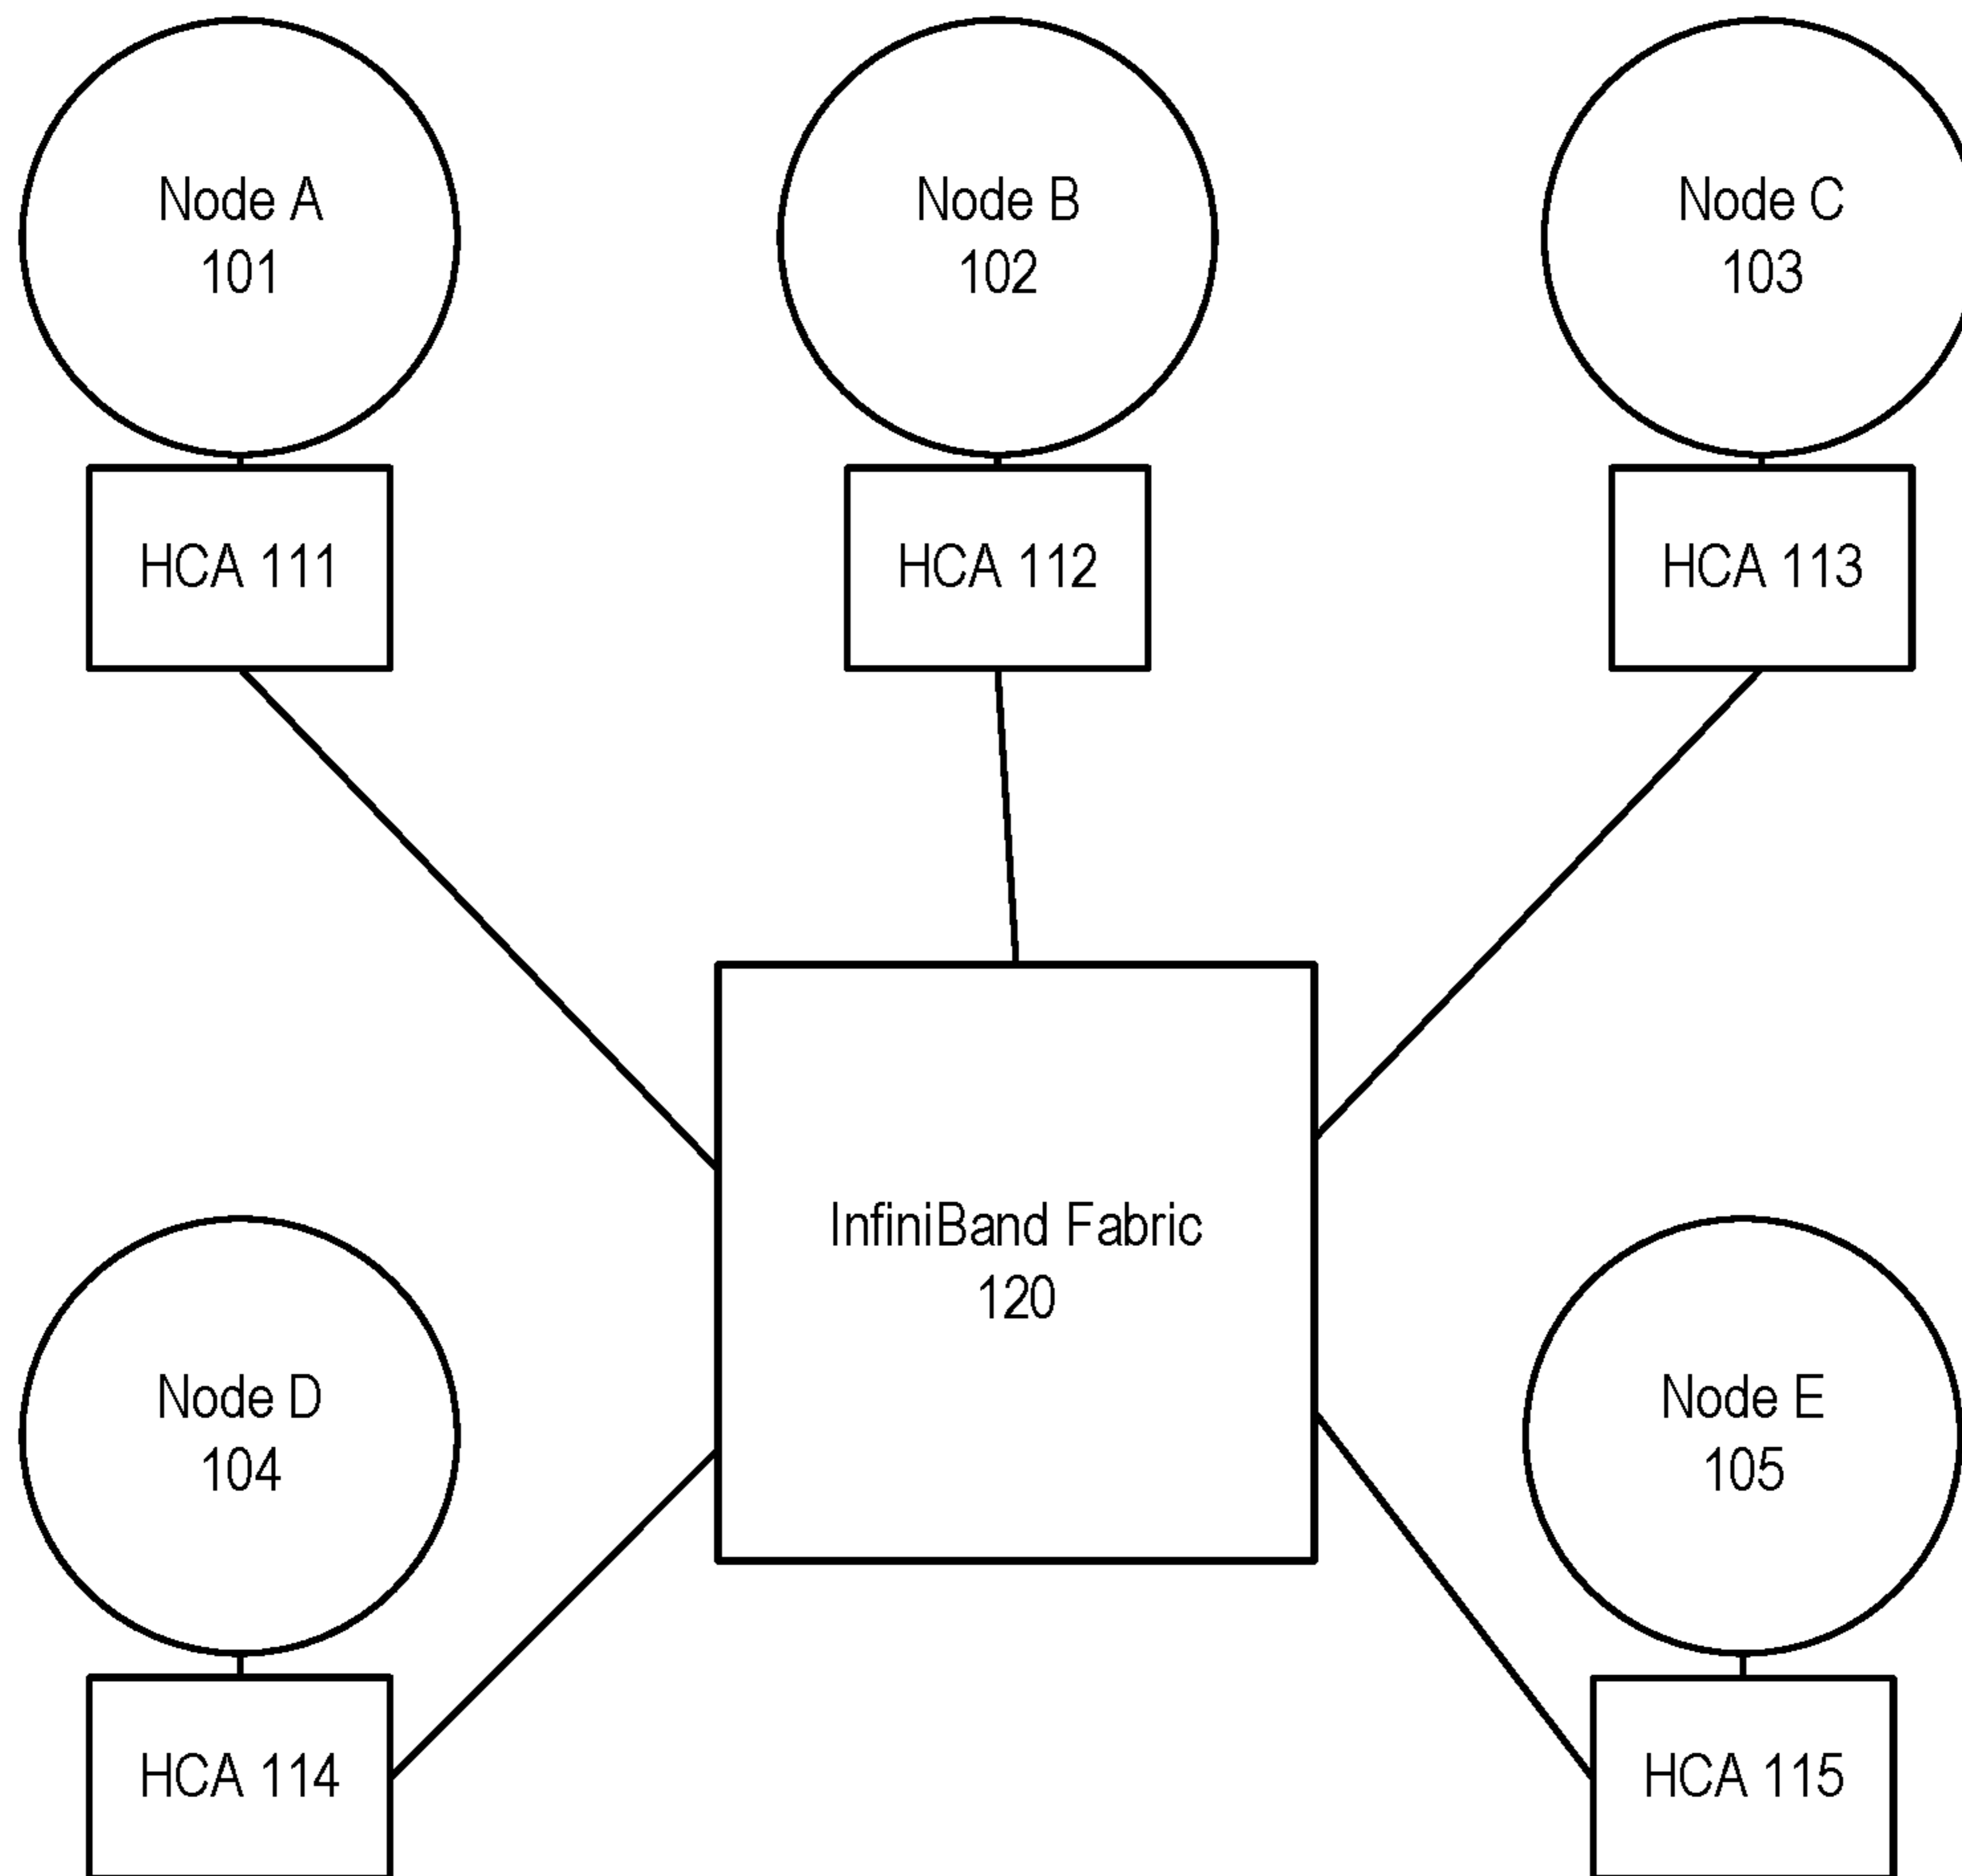 Node A
101
Node B
102
Node C
103
HCA 111
HCA 112
HCA 113
InfiniBand Fabric
120
Node D
104
Node E
105
HCA 114
HCA 115